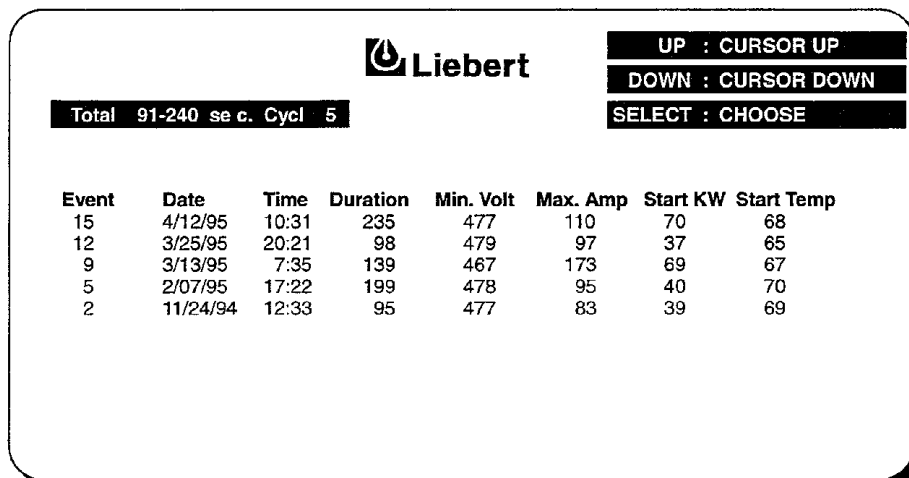 Liebert
UP : CURSOR UP
DOWN : CURSOR DOWN
Total 91-240 se c. Cycl 5
SELECT : CHOOSE
Event Date Time Duration Min. Volt Max. Amp Start KW Start Temp
15 4/12/95 10:31 235 477 110 70 68
12 3/25/95 20:21 98 479 97 37 65
9 3/13/95 7:35 139 467 173 69 67
5 2/07/95 17:22 199 478 95 40 70
2 11/24/94 12:33 95 477 83 39 69